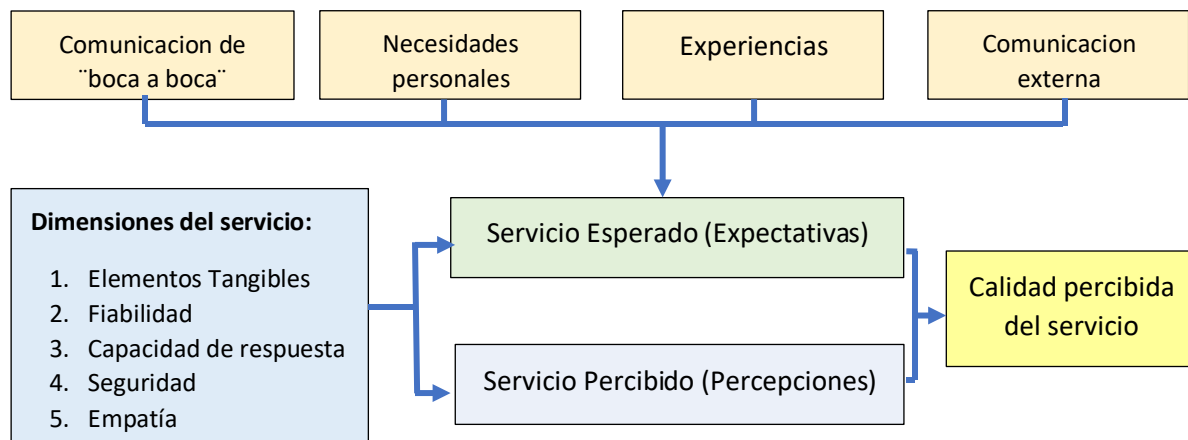 Comunicacion de
¨boca a boca¨
Necesidades
personales
Experiencias
Comunicacion
externa
Dimensiones del servicio:
1. Elementos Tangibles
2. Fiabilidad
3. Capacidad de respuesta
4. Seguridad
5. Empatía
Servicio Esperado (Expectativas)
Servicio Percibido (Percepciones)
Calidad percibida
del servicio